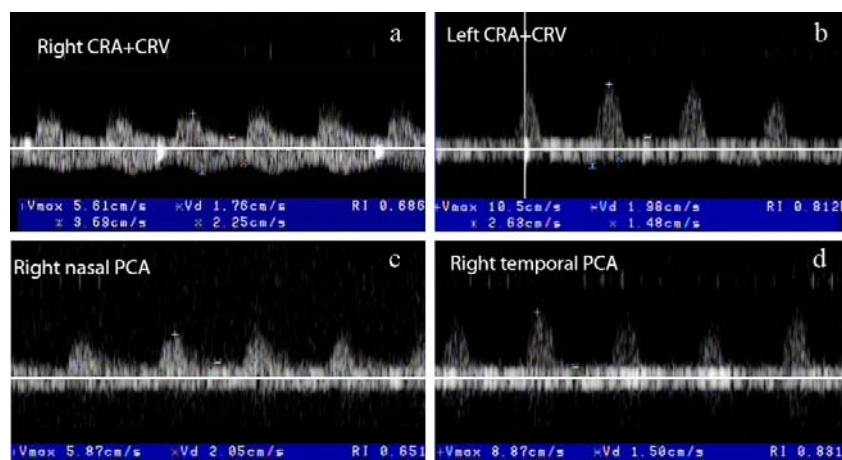 Right CRA+CRV
a
Left CRA+CRV
b
+Vmax 5.61cm/s ×Vd 1.76cm/s RI 0.686
3.69cm/s × 2.25cm/s
+Vmax 10.5cm/s ×Vd 1.98cm/s RI 0.812
2.63cm/s × 1.48cm/s
Right nasal PCA
c
Right temporal PCA
d
+Vmax 5.87cm/s ×Vd 2.05cm/s RI 0.651
+Vmax 8.87cm/s ×Vd 1.50cm/s RI 0.831